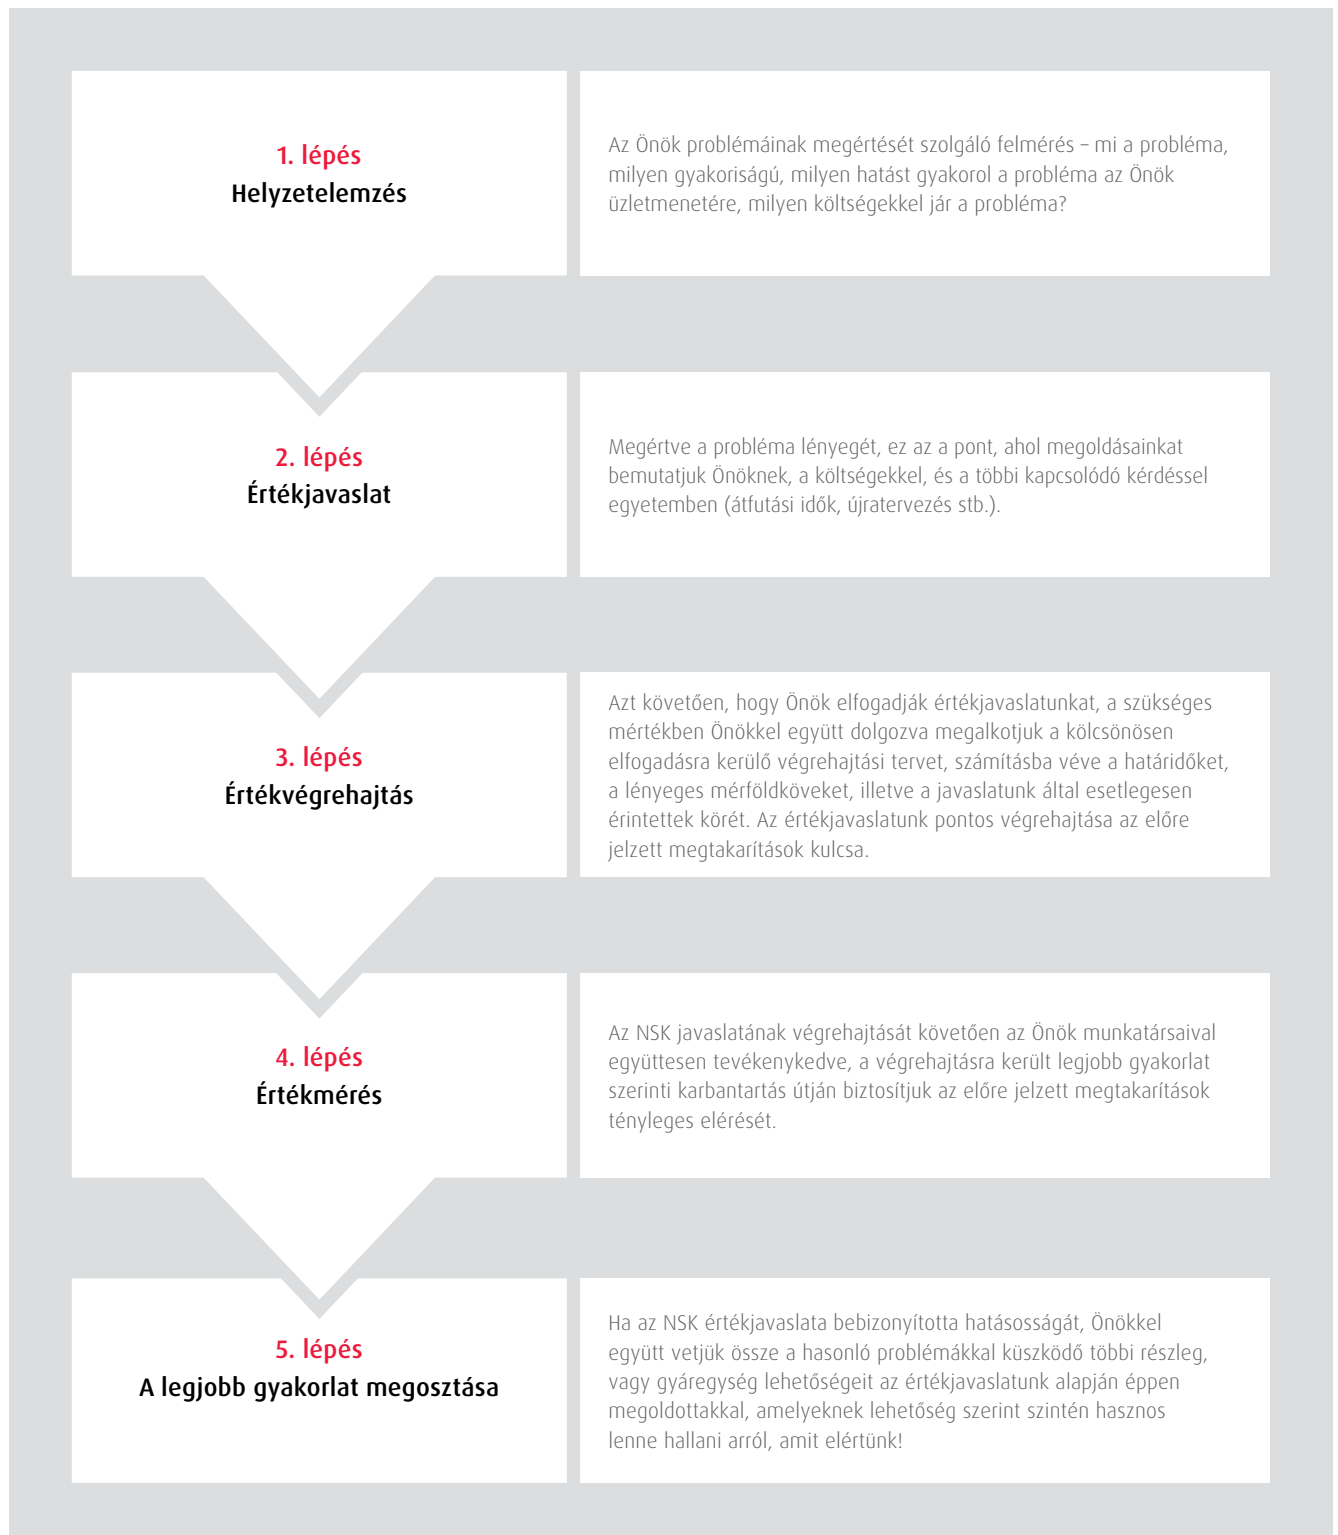 1. lépés
Helyzetelemzés
Az Önök problémáinak megértését szolgáló felmérés – mi a probléma,
milyen gyakoriságú, milyen hatást gyakorol a probléma az Önök
üzletmenetére, milyen költségekkel jár a probléma?
2. lépés
Értékjavaslat
Megértve a probléma lényegét, ez az a pont, ahol megoldásainkat
bemutatjuk Önöknek, a költségekkel, és a többi kapcsolódó kérdéssel
egyetemben (átfutási idők, újratervezés stb.).
3. lépés
Értékvégrehajtás
Azt követően, hogy Önök elfogadják értékjavaslatunkat, a szükséges
mértékben Önökkel együtt dolgozva megalkotjuk a kölcsönösen
elfogadásra kerülő végrehajtási tervet, számításba véve a határidőket,
a lényeges mérföldköveket, illetve a javaslatunk által esetlegesen
érintettek körét. Az értékjavaslatunk pontos végrehajtása az előre
jelzett megtakarítások kulcsa.
4. lépés
Értékmérés
Az NSK javaslatának végrehajtását követően az Önök munkatársaival
együttesen tevékenykedve, a végrehajtásra került legjobb gyakorlat
szerinti karbantartás útján biztosítjuk az előre jelzett megtakarítások
tényleges elérését.
5. lépés
A legjobb gyakorlat megosztása
Ha az NSK értékjavaslata bebizonyította hatásosságát, Önökkel
együtt vetjük össze a hasonló problémákkal küszködő többi részleg,
vagy gyáregység lehetőségeit az értékjavaslatunk alapján éppen
megoldottakkal, amelyeknek lehetőség szerint szintén hasznos
lenne hallani arról, amit elértünk!